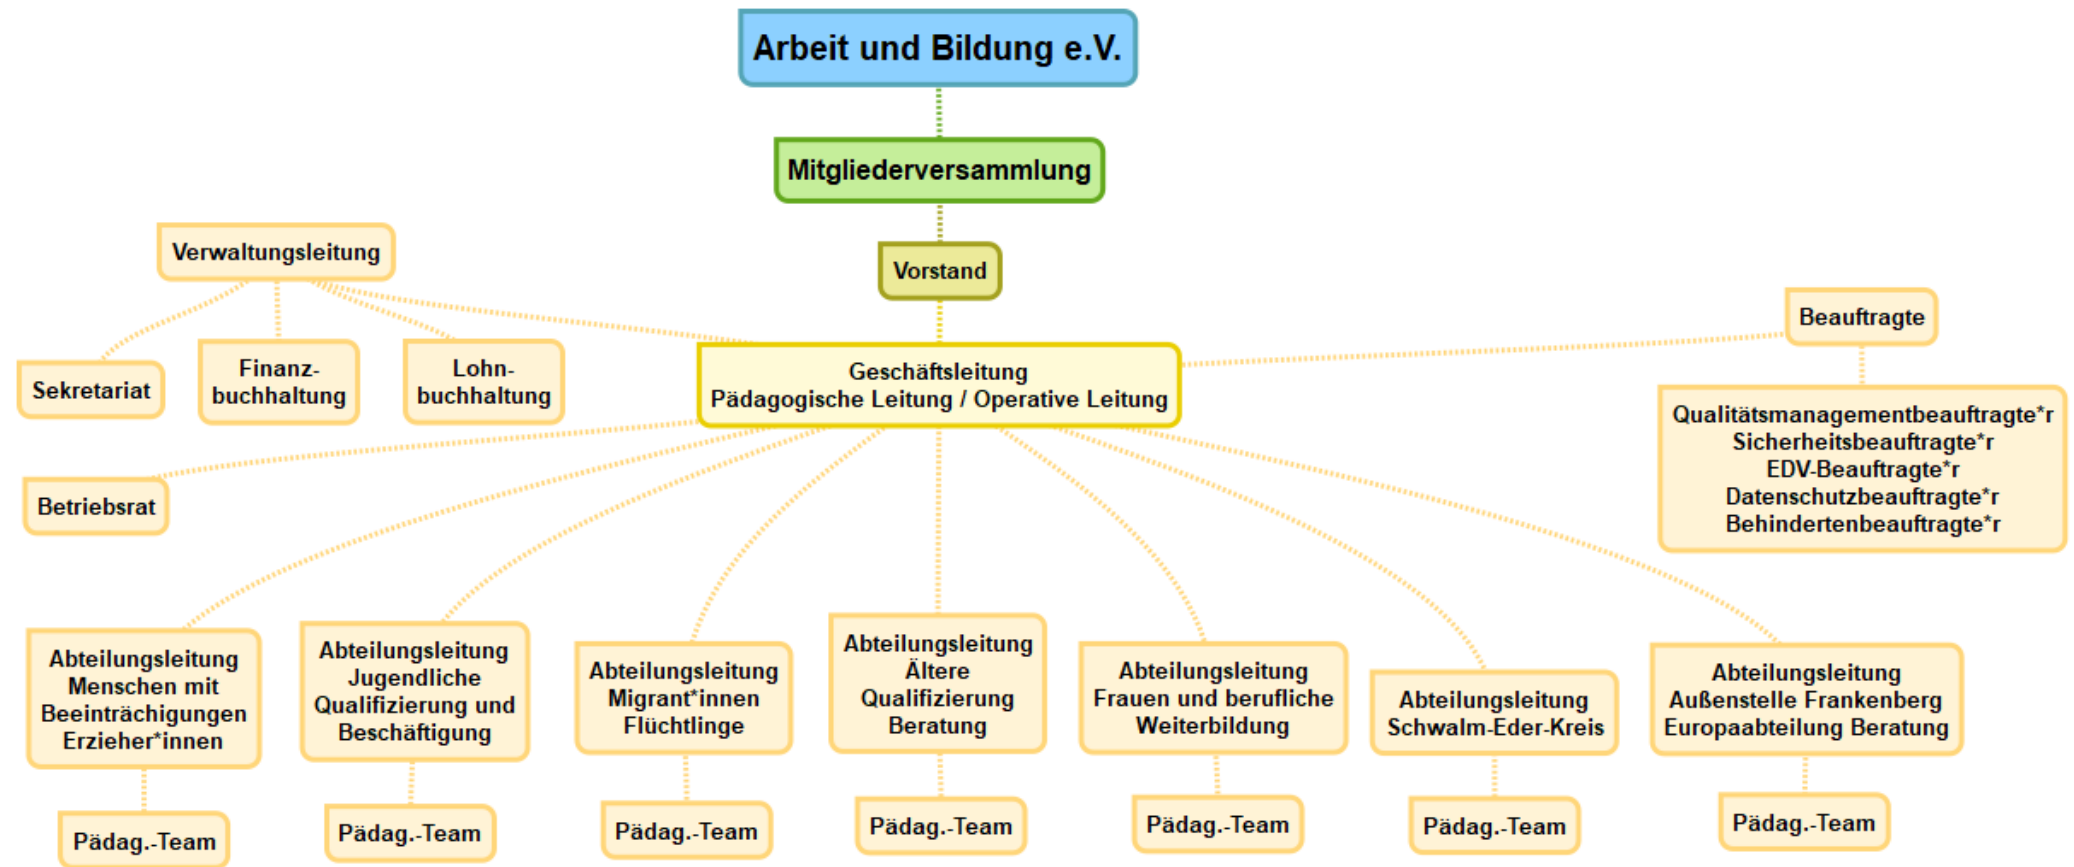 Arbeit und Bildung e.V.
Mitgliederversammlung
Verwaltungsleitung
Vorstand
Beauftragte
Sekretariat
Finanz-
buchhaltung
Lohn-
buchhaltung
Geschäftsleitung
Pädagogische Leitung / Operative Leitung
Qualitätsmanagementbeauftragte*r
Sicherheitsbeauftragte*r
EDV-Beauftragte*r
Datenschutzbeauftragte*r
Behindertenbeauftragte*r
Betriebsrat
Abteilungsleitung
Menschen mit
Beeinträchigungen
Erzieher*innen
Abteilungsleitung
Jugendliche
Qualifizierung und
Beschäftigung
Abteilungsleitung
Migrant*innen
Flüchtlinge
Abteilungsleitung
Ältere
Qualifizierung
Beratung
Abteilungsleitung
Frauen und berufliche
Weiterbildung
Abteilungsleitung
Schwalm-Eder-Kreis
Abteilungsleitung
Außenstelle Frankenberg
Europaabteilung Beratung
Pädag.-Team
Pädag.-Team
Pädag.-Team
Pädag.-Team
Pädag.-Team
Pädag.-Team
Pädag.-Team